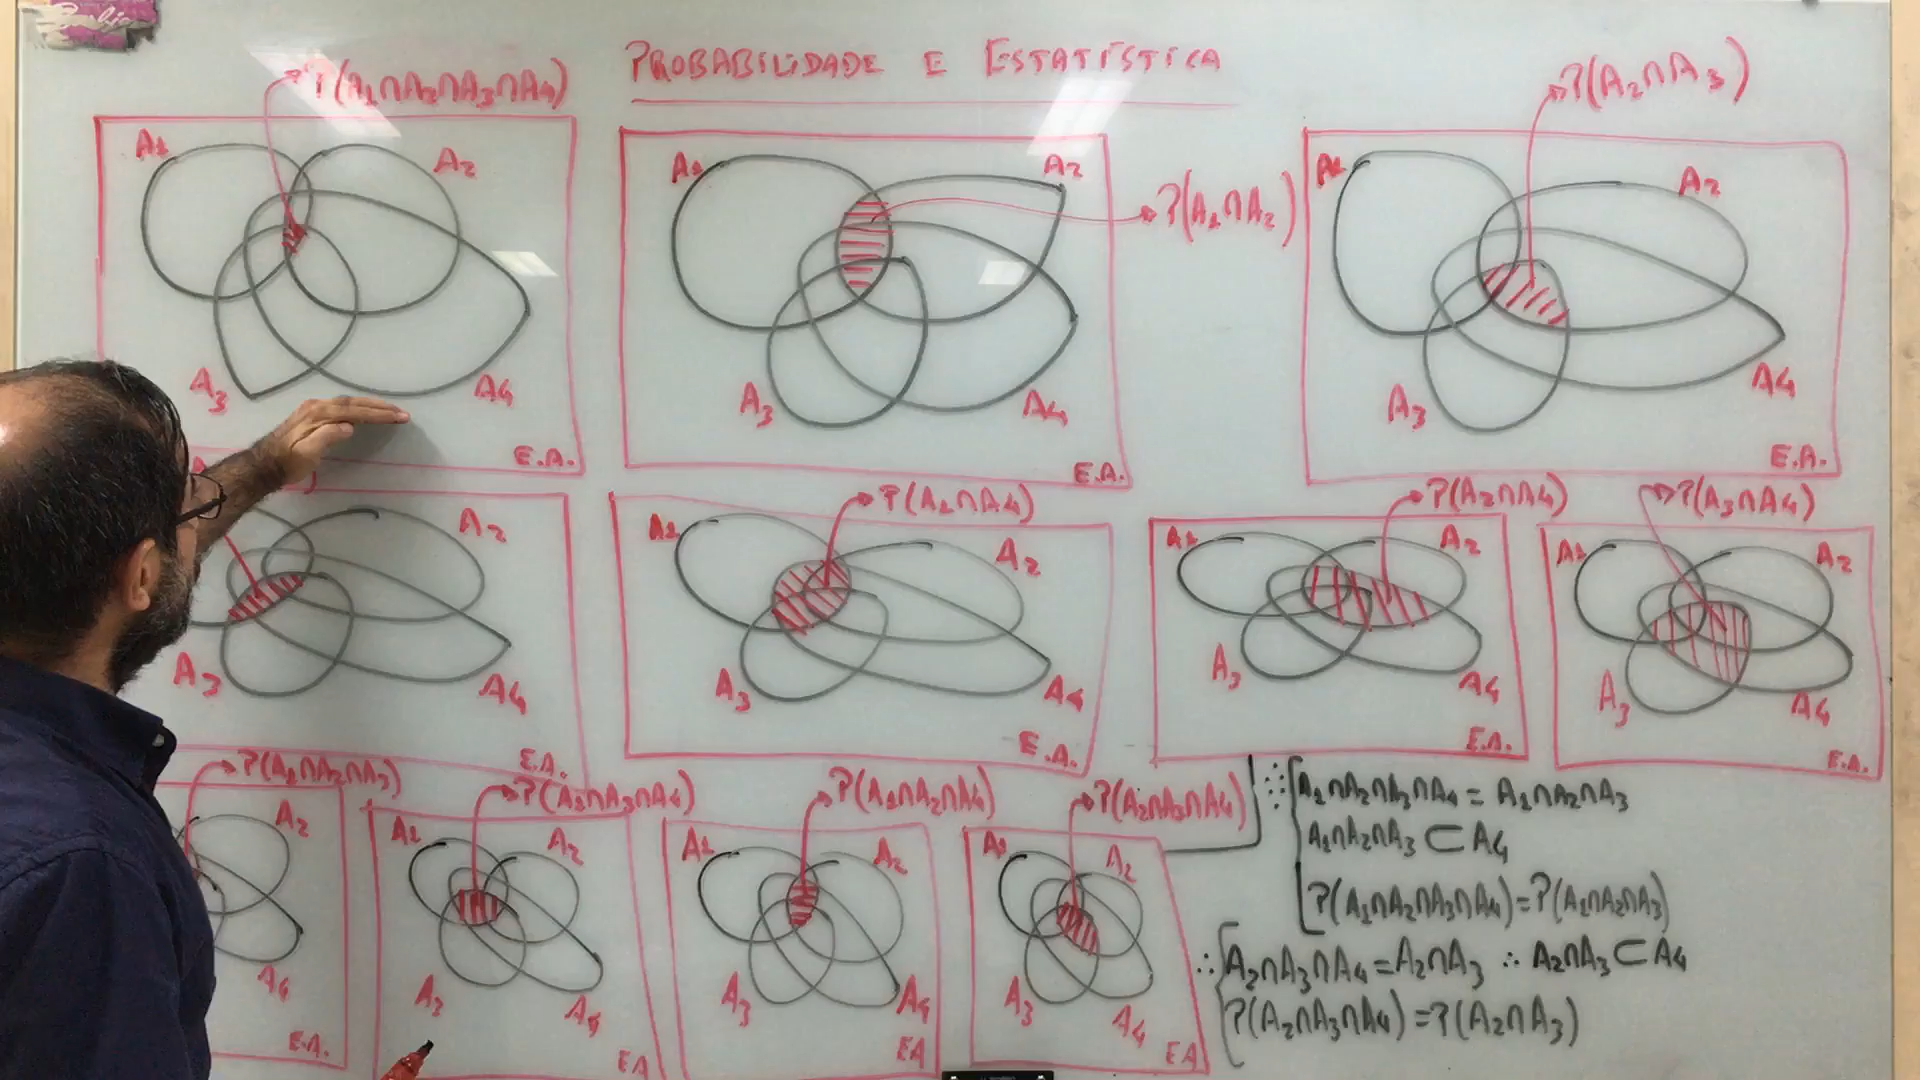 PROBABILIDADE E ESTATÍSTICA
P(A1∩A2∩A3∩A4)
A1
A2
A3
A4
E.A.
A1
A2
P(A1∩A2)
A3
A4
E.A.
P(A2∩A3)
A1
A2
A3
A4
E.A.
A2
A3
A4
E.A.
P(A1∩A4)
A1
A2
A3
A4
E.A.
P(A2∩A4)
A1
A2
A3
A4
E.A.
P(A3∩A4)
A1
A2
A3
A4
E.A.
P(A1∩A2∩A3)
A2
A4
E.A.
P(A1∩A3∩A4)
A1
A2
A3
A4
EA
P(A1∩A2∩A4)
A1
A2
A3
A4
EA
P(A2∩A3∩A4)
A1
A2
A3
A4
EA
∵ A1∩A2∩A3∩A4 = A1∩A2∩A3
A1∩A2∩A3 ⊂ A4
P(A1∩A2∩A3∩A4) = P(A1∩A2∩A3)
∴ A2∩A3∩A4 = A2∩A3 ∴ A2∩A3 ⊂ A4
P(A2∩A3∩A4) = P(A2∩A3)